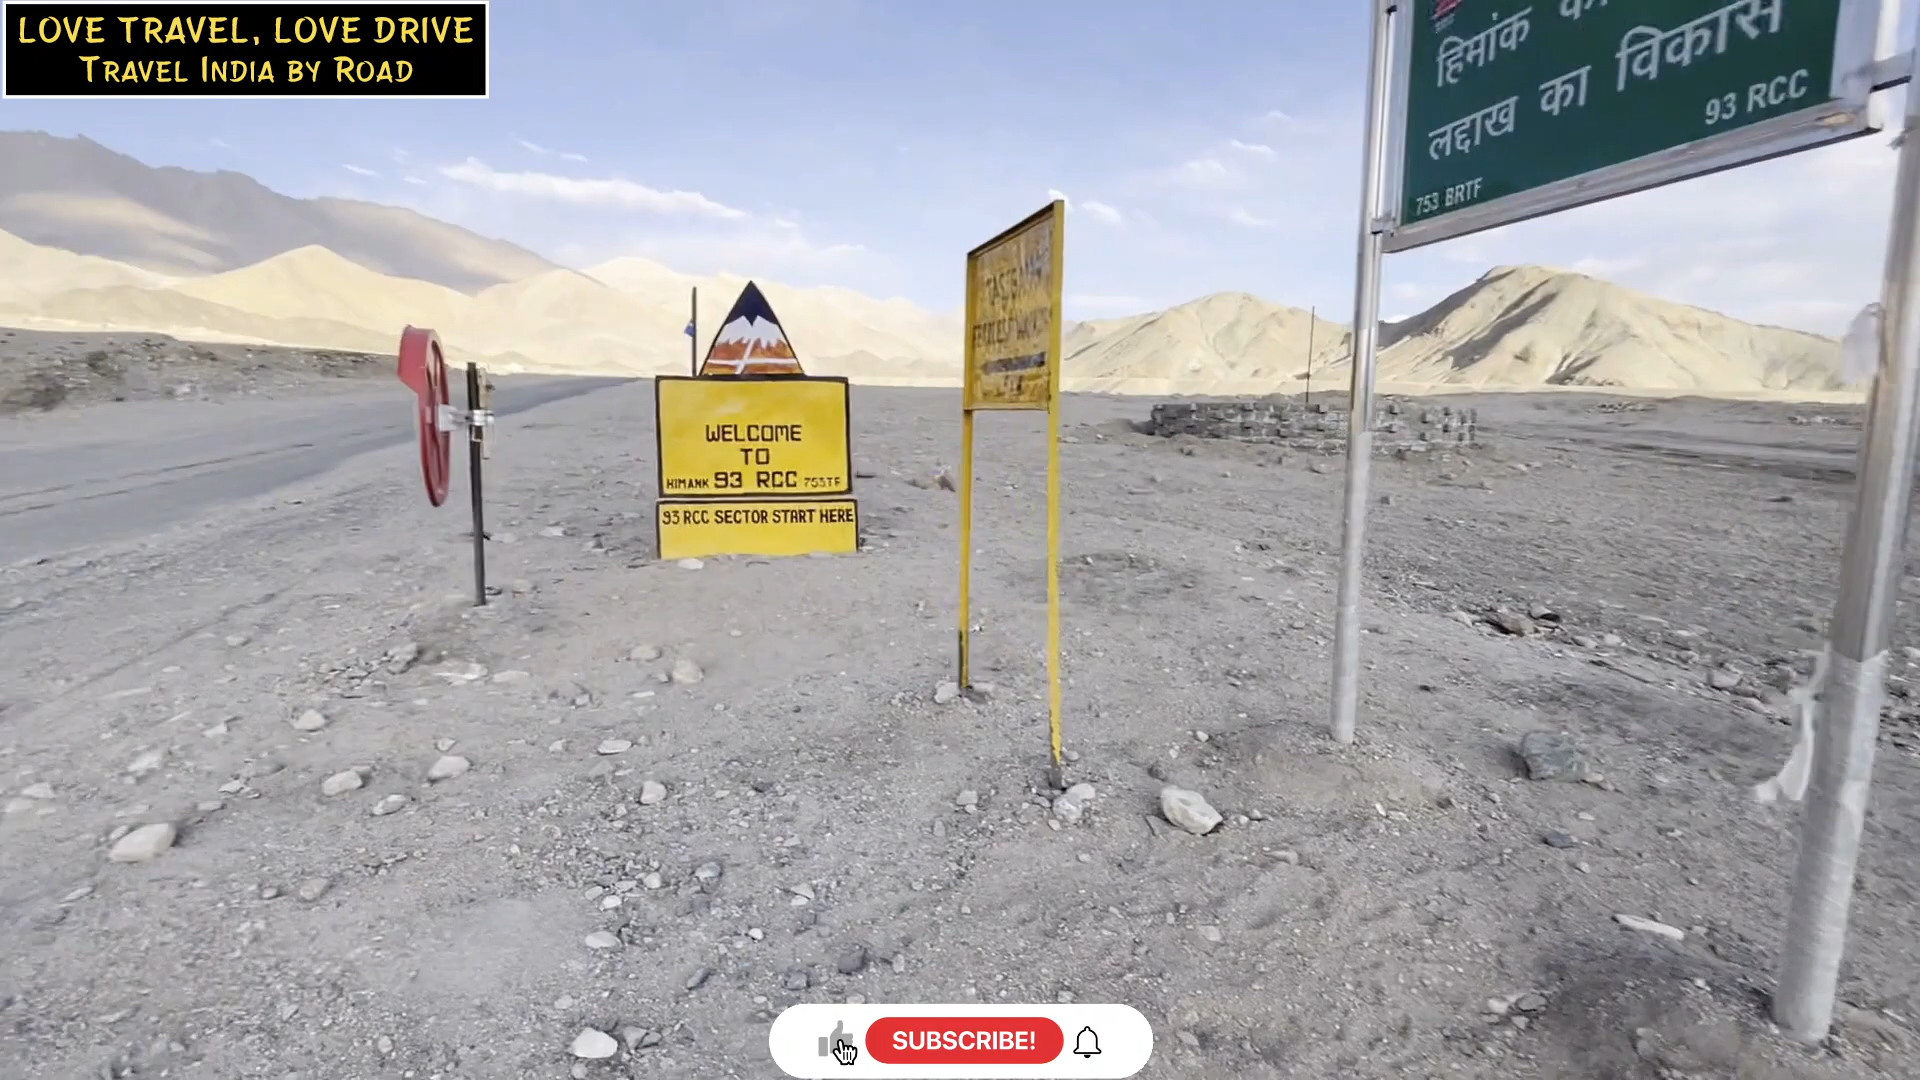 LOVE TRAVEL, LOVE DRIVE
TRAVEL INDIA BY ROAD
हिमांक
लद्दाख का विकास
93 RCC
753 BRTF
WELCOME
TO
HIMANK 93 RCC 753TF
93 RCC SECTOR START HERE
SUBSCRIBE!